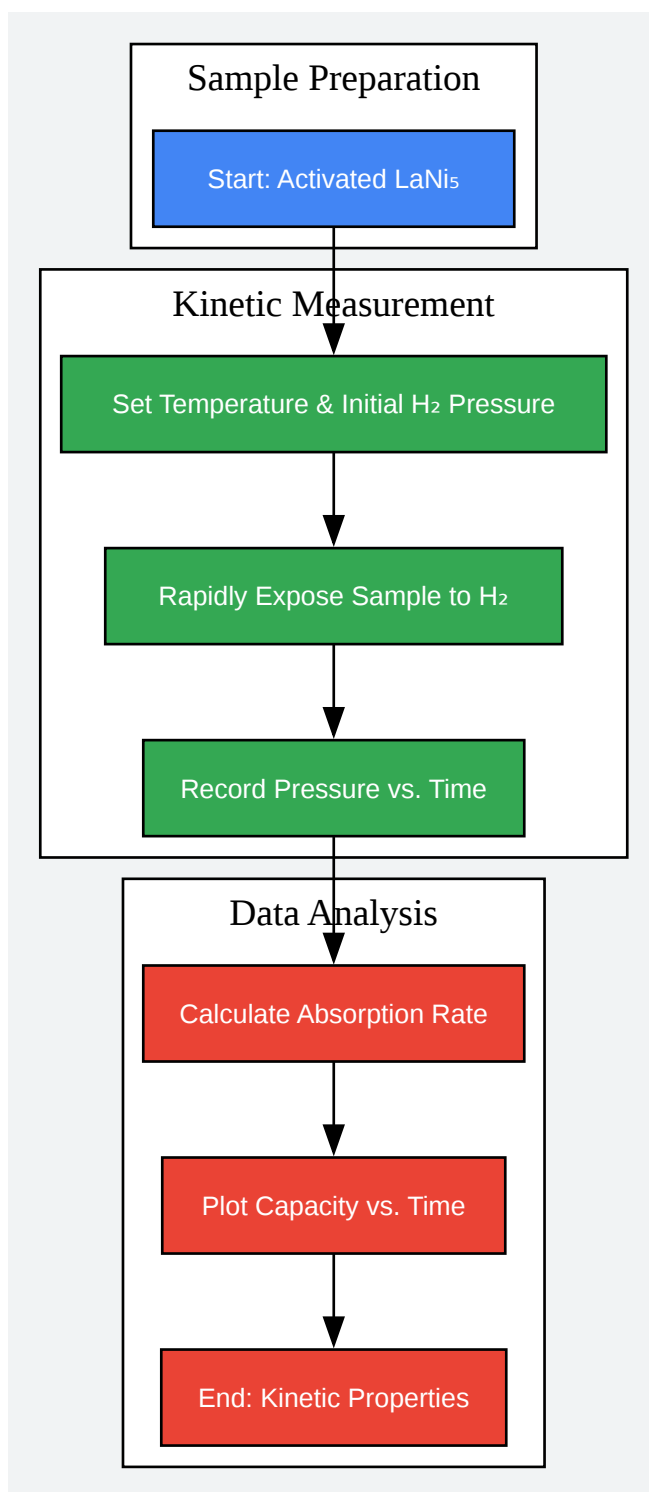 Sample Preparation
Start: Activated LaNi₅
Kinetic Measurement
Set Temperature & Initial H₂ Pressure
Rapidly Expose Sample to H₂
Record Pressure vs. Time
Data Analysis
Calculate Absorption Rate
Plot Capacity vs. Time
End: Kinetic Properties